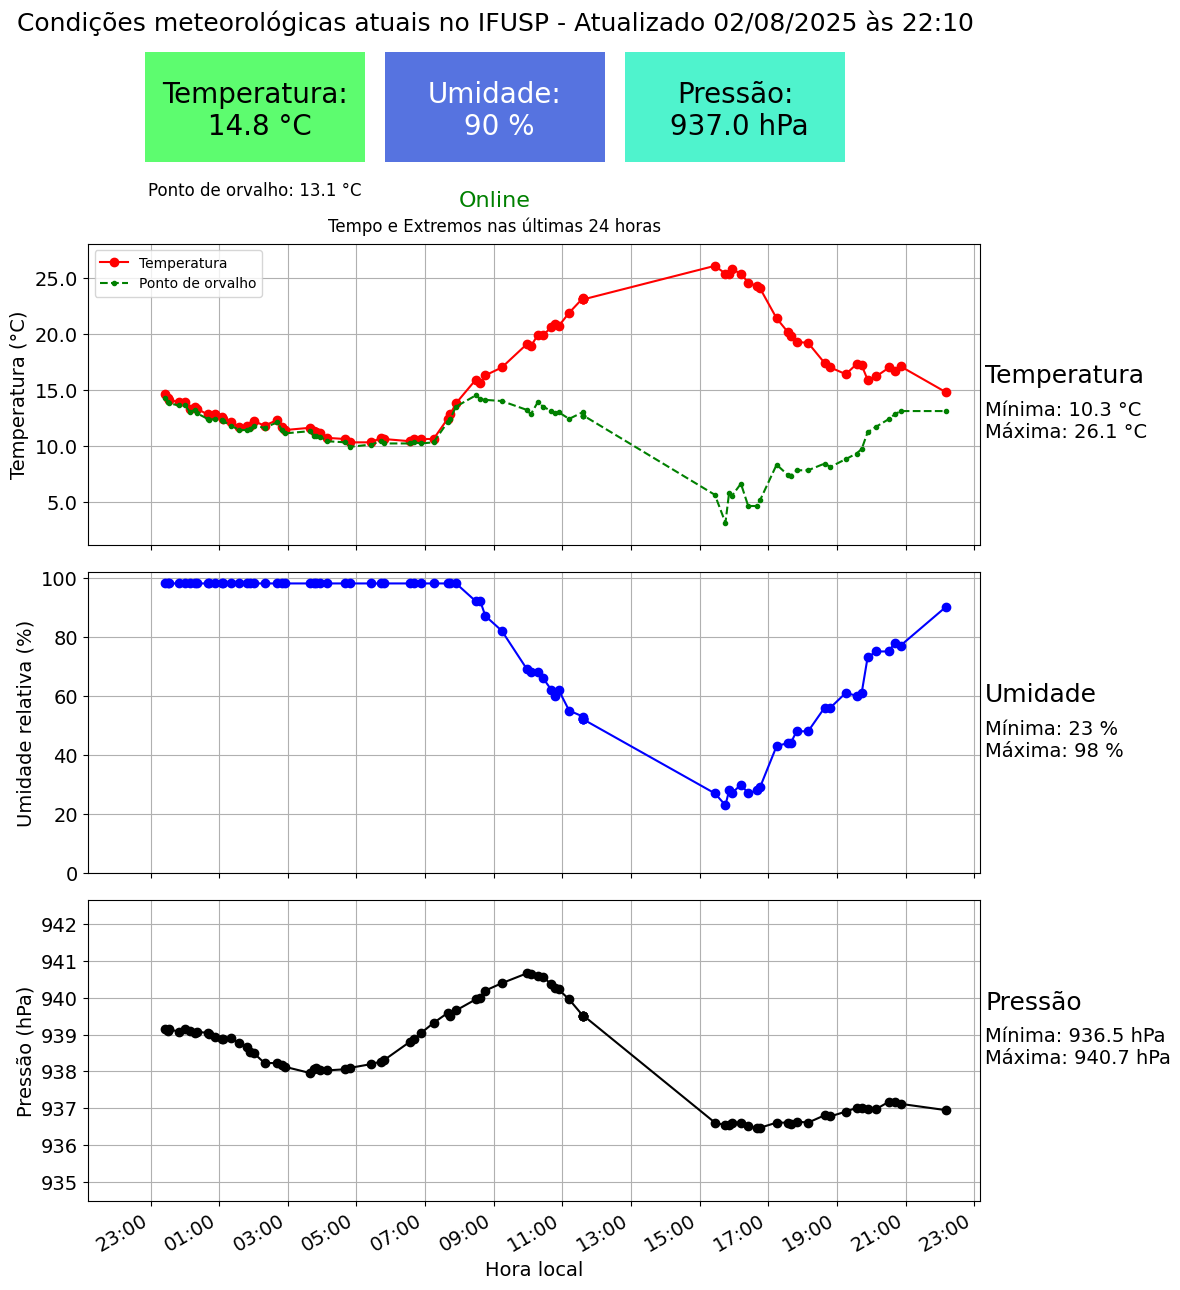 Condições meteorológicas atuais no IFUSP - Atualizado 02/08/2025 às 22:10
Temperatura:
14.8 °C
Umidade:
90 %
Pressão:
937.0 hPa
Ponto de orvalho: 13.1 °C
Online
Tempo e Extremos nas últimas 24 horas
Temperatura
Ponto de orvalho
Temperatura (°C)
25.0
20.0
15.0
10.0
5.0
Temperatura
Mínima: 10.3 °C
Máxima: 26.1 °C
Umidade relativa (%)
100
80
60
40
20
0
Umidade
Mínima: 23 %
Máxima: 98 %
Pressão (hPa)
942
941
940
939
938
937
936
935
Pressão
Mínima: 936.5 hPa
Máxima: 940.7 hPa
23:00 01:00 03:00 05:00 07:00 09:00 11:00 13:00 15:00 17:00 19:00 21:00 23:00
Hora local